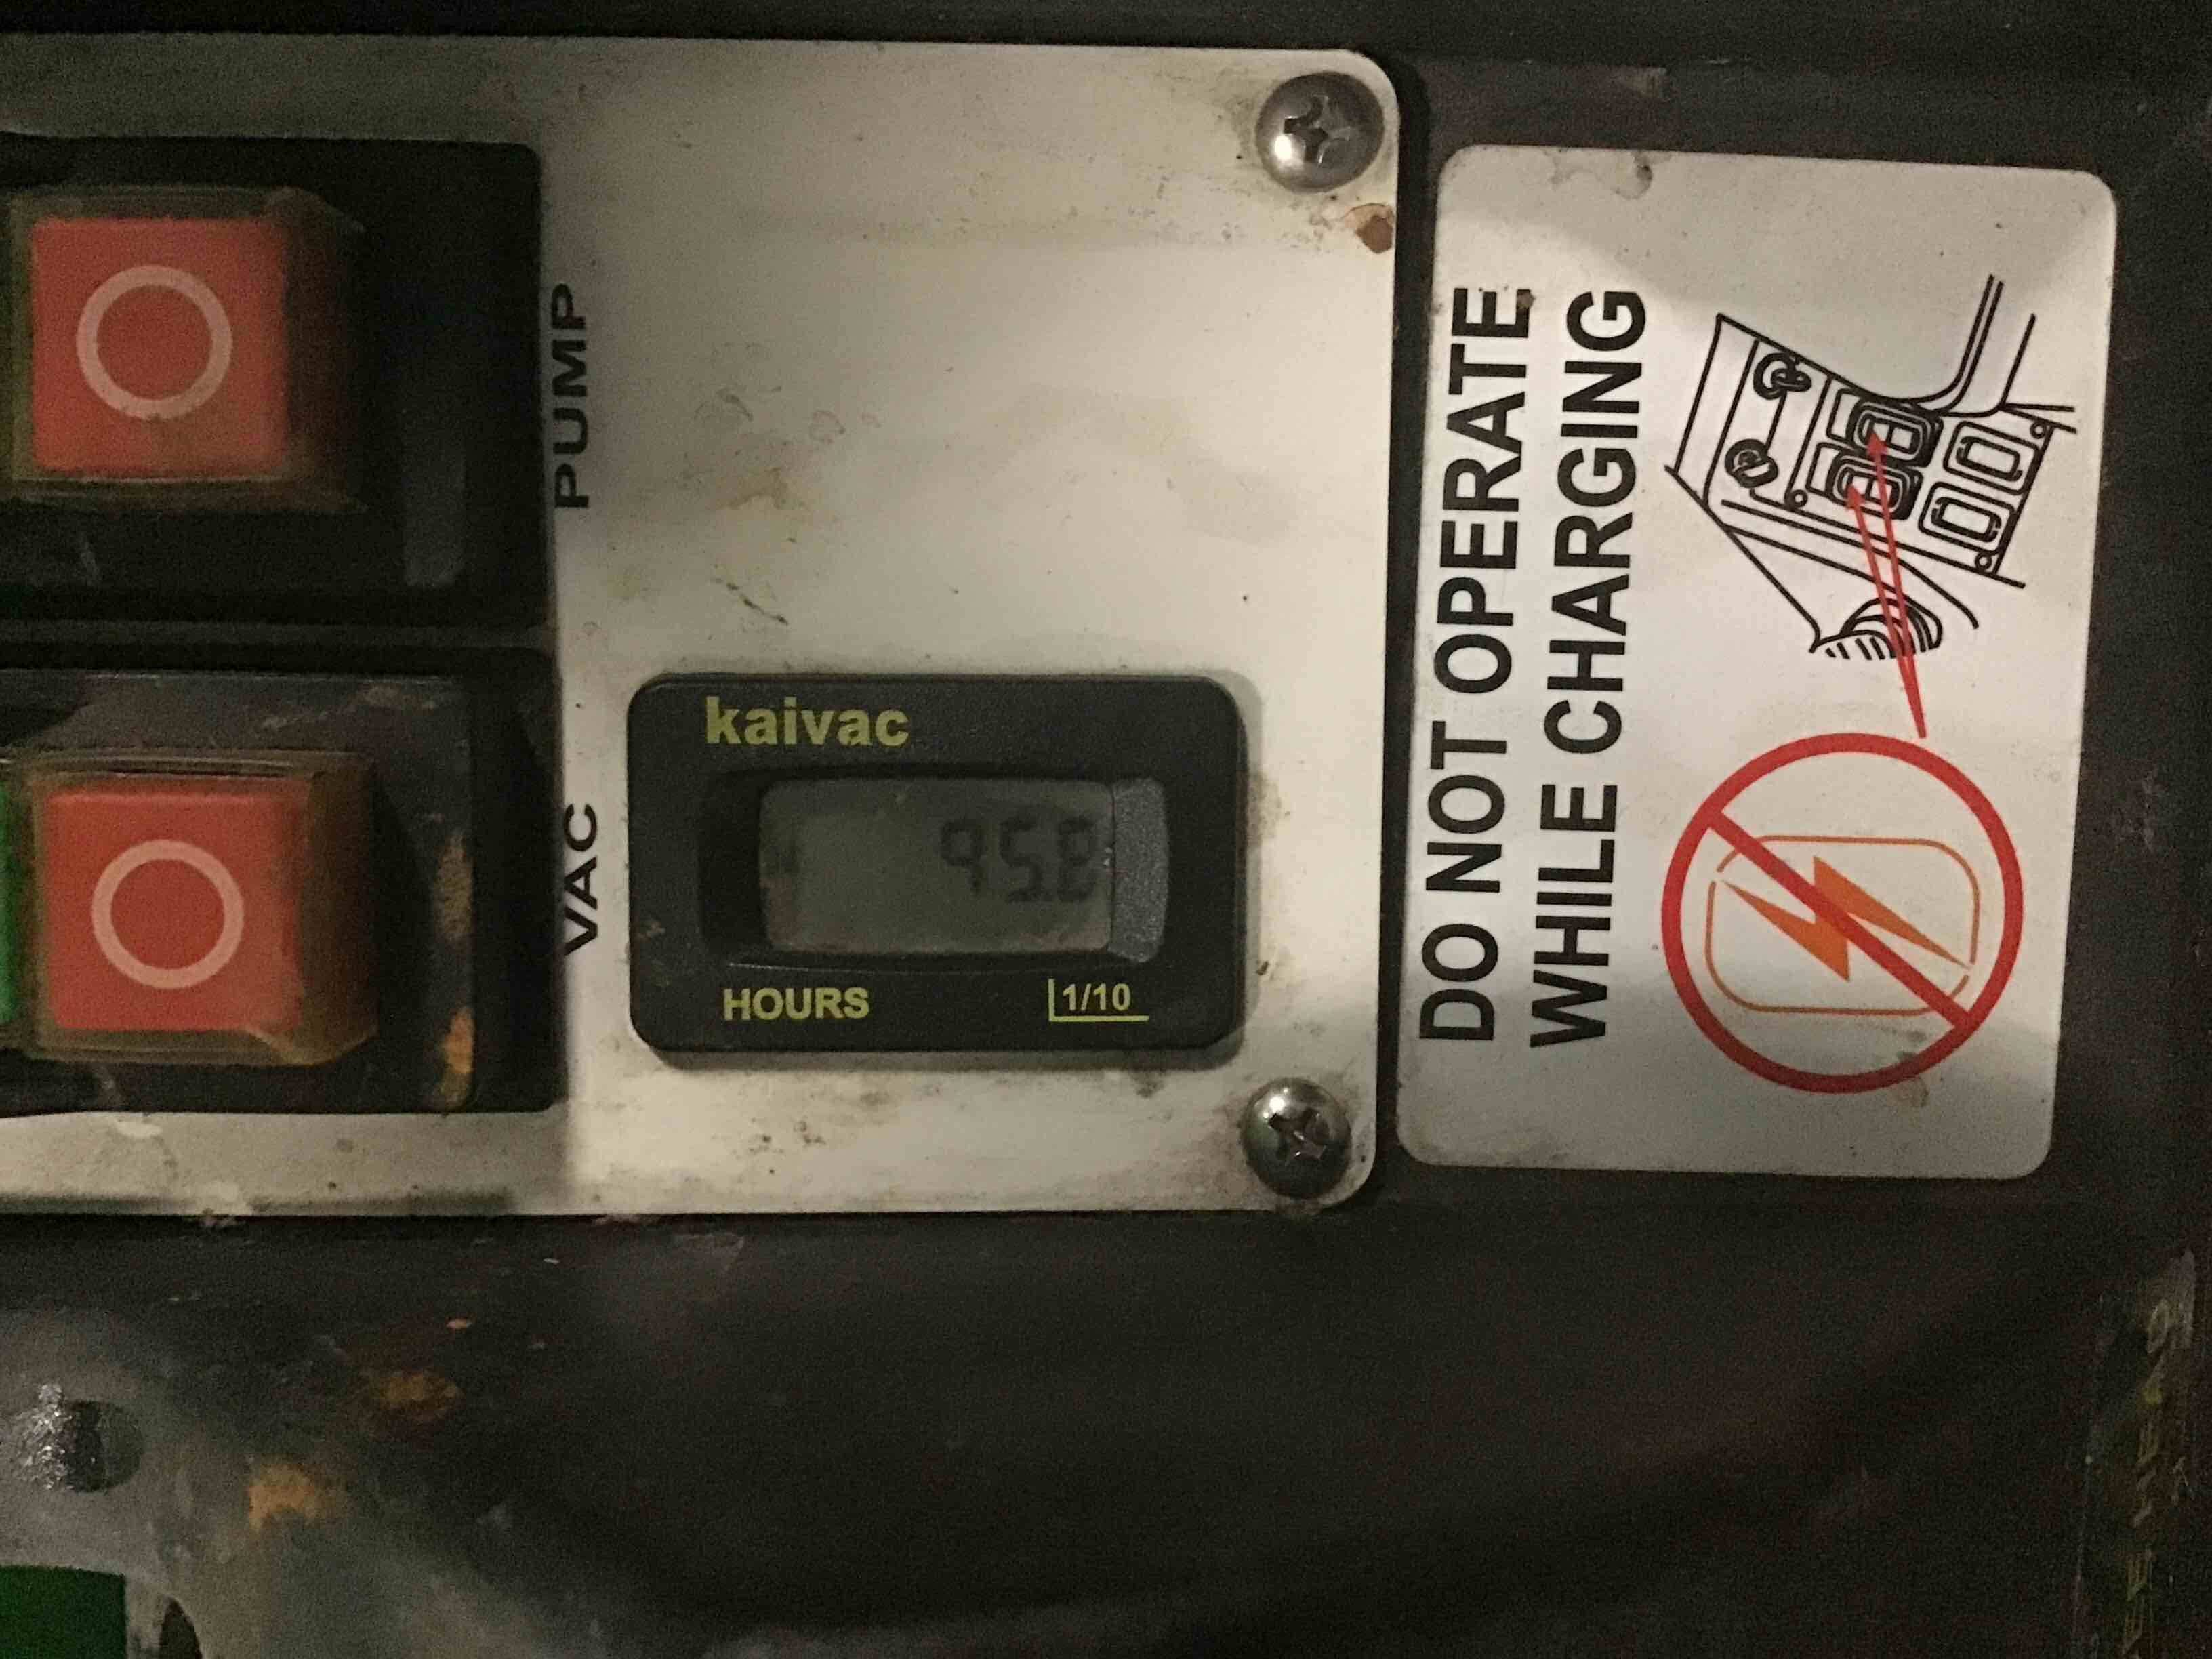 PUMP
VAC
kaivac
95.8
HOURS
1/10
DO NOT OPERATE
WHILE CHARGING